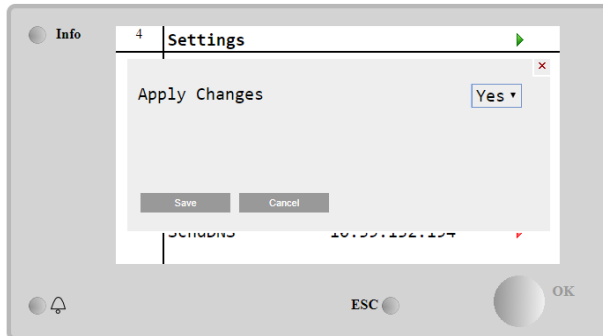 Info
4 Settings
Apply Changes Yes
Save Cancel
ESC OK